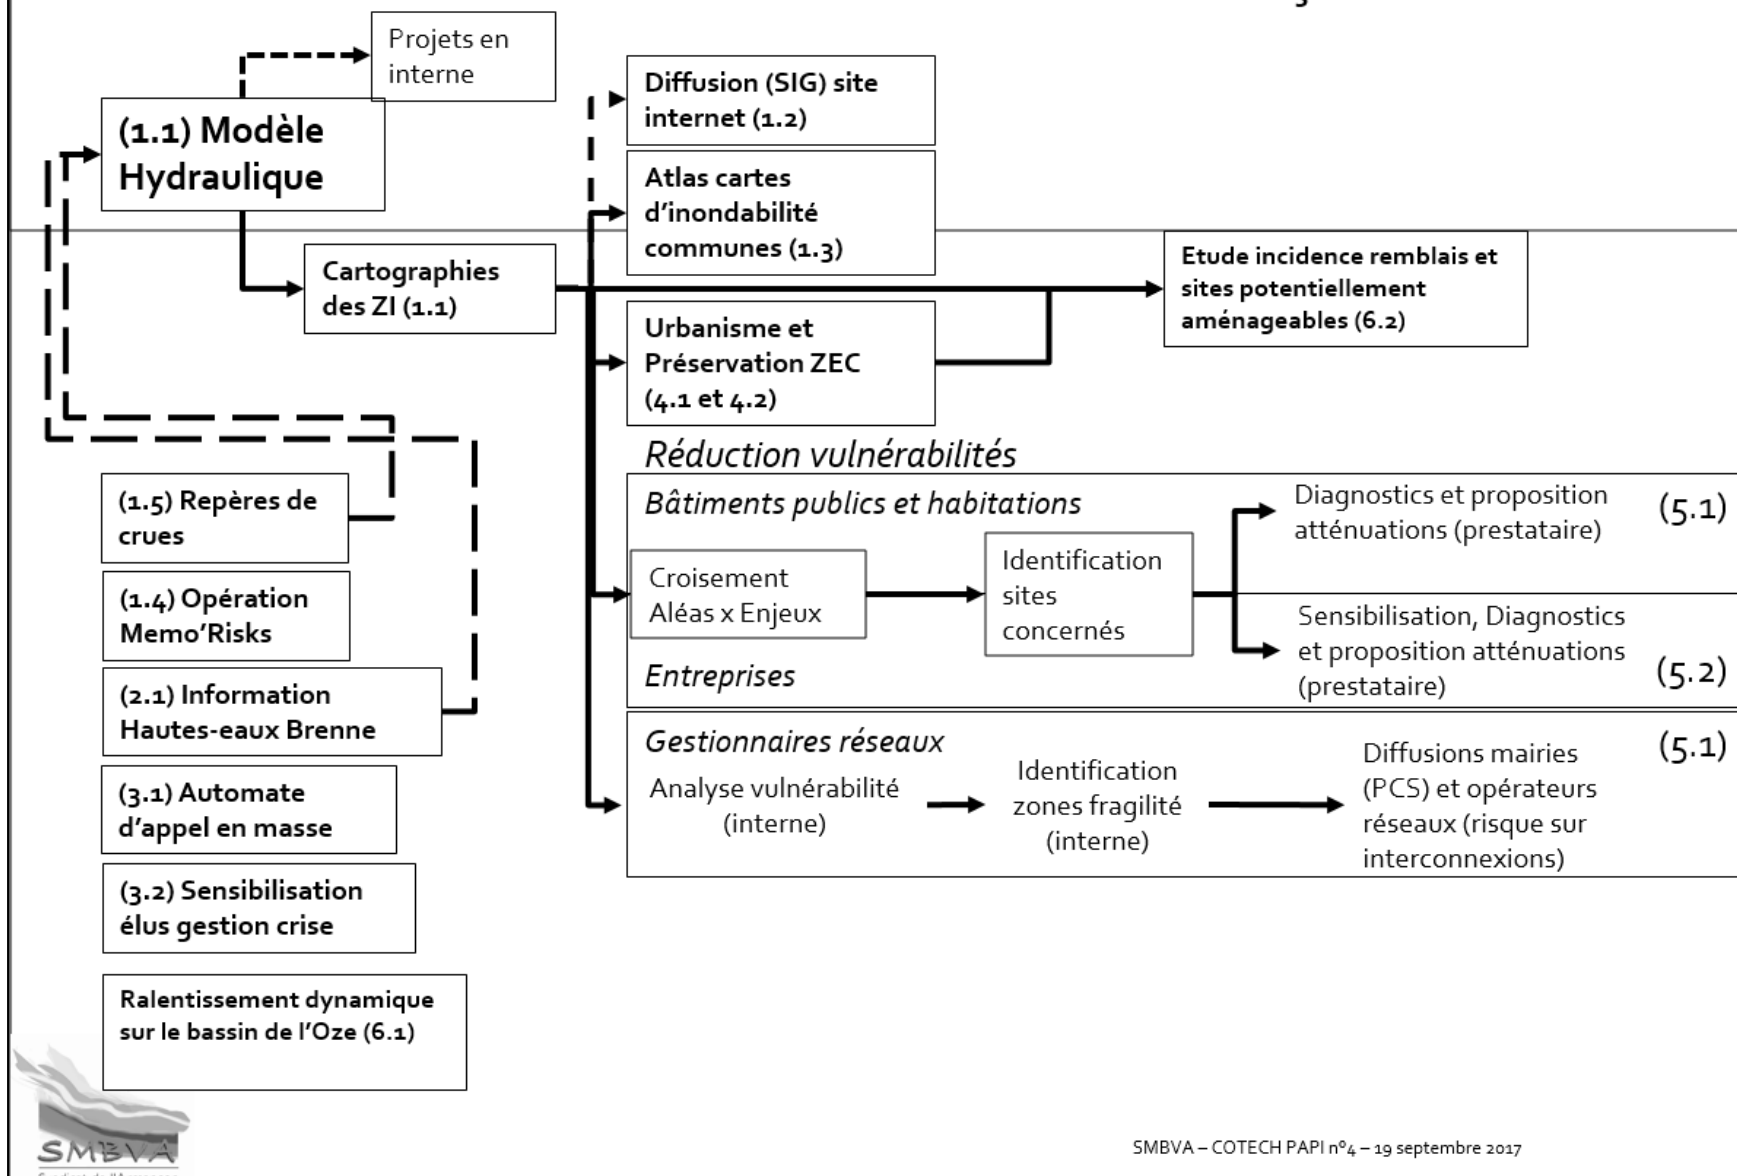 Projets en
interne
(1.1) Modèle
Hydraulique
Diffusion (SIG) site
internet (1.2)
Atlas cartes
d'inondabilité
communes (1.3)
Cartographies
des ZI (1.1)
Etude incidence remblais et
sites potentiellement
aménageables (6.2)
Urbanisme et
Préservation ZEC
(4.1 et 4.2)
Réduction vulnérabilités
Bâtiments publics et habitations
Diagnostics et proposition
atténuations (prestataire)
(5.1)
Croisement
Aléas x Enjeux
Identification
sites
concernés
Sensibilisation, Diagnostics
et proposition atténuations
(prestataire)
(5.2)
Entreprises
Gestionnaires réseaux
(5.1)
Analyse vulnérabilité
(interne)
Identification
zones fragilité
(interne)
Diffusions mairies
(PCS) et opérateurs
réseaux (risque sur
interconnexions)
(1.5) Repères de
crues
(1.4) Opération
Memo'Risks
(2.1) Information
Hautes-eaux Brenne
(3.1) Automate
d'appel en masse
(3.2) Sensibilisation
élus gestion crise
Ralentissement dynamique
sur le bassin de l'Oze (6.1)
SMBVA
SMBVA – COTECH PAPI n°4 – 19 septembre 2017